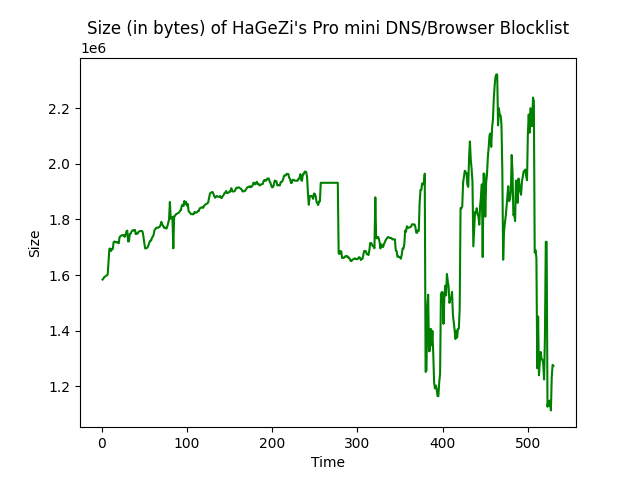 Size (in bytes) of HaGeZi's Pro mini DNS/Browser Blocklist
1e6
2.2
2.0
1.8
1.6
1.4
1.2
Size
0 100 200 300 400 500
Time